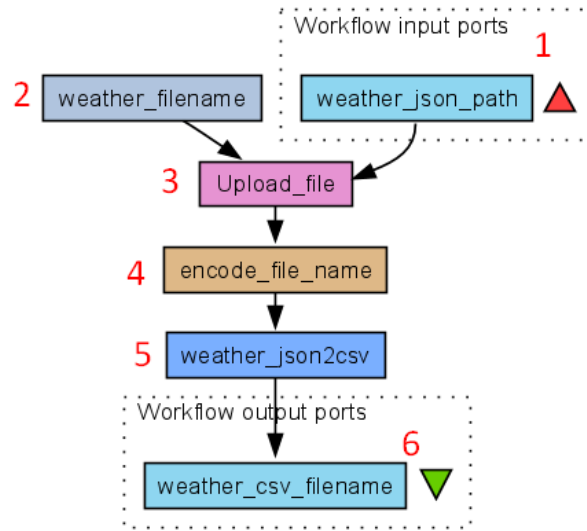 Workflow input ports
1
2
weather_filename
weather_json_path
3
Upload_file
4
encode_file_name
5
weather_json2csv
Workflow output ports
6
weather_csv_filename